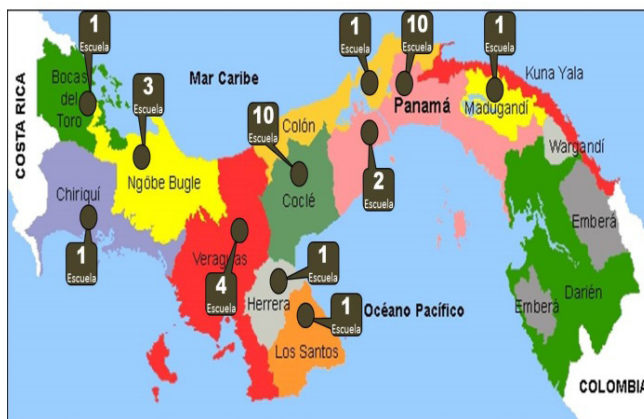 1
Escuela
Bocas
del
Toro
COSTA RICA
3
Escuela
Mar Caribe
1
Escuela
10
Escuela
1
Escuela
Kuna Yala
Panamá
Madugandí
Colón
10
Escuela
Wargandí
Chiriquí
Ngöbe Bugle
Coclé
2
Escuela
Emberá
1
Escuela
Veraguas
4
Escuela
1
Escuela
Herrera
1
Escuela
Océano Pacífico
Emberá
Darién
Los Santos
COLOMBIA